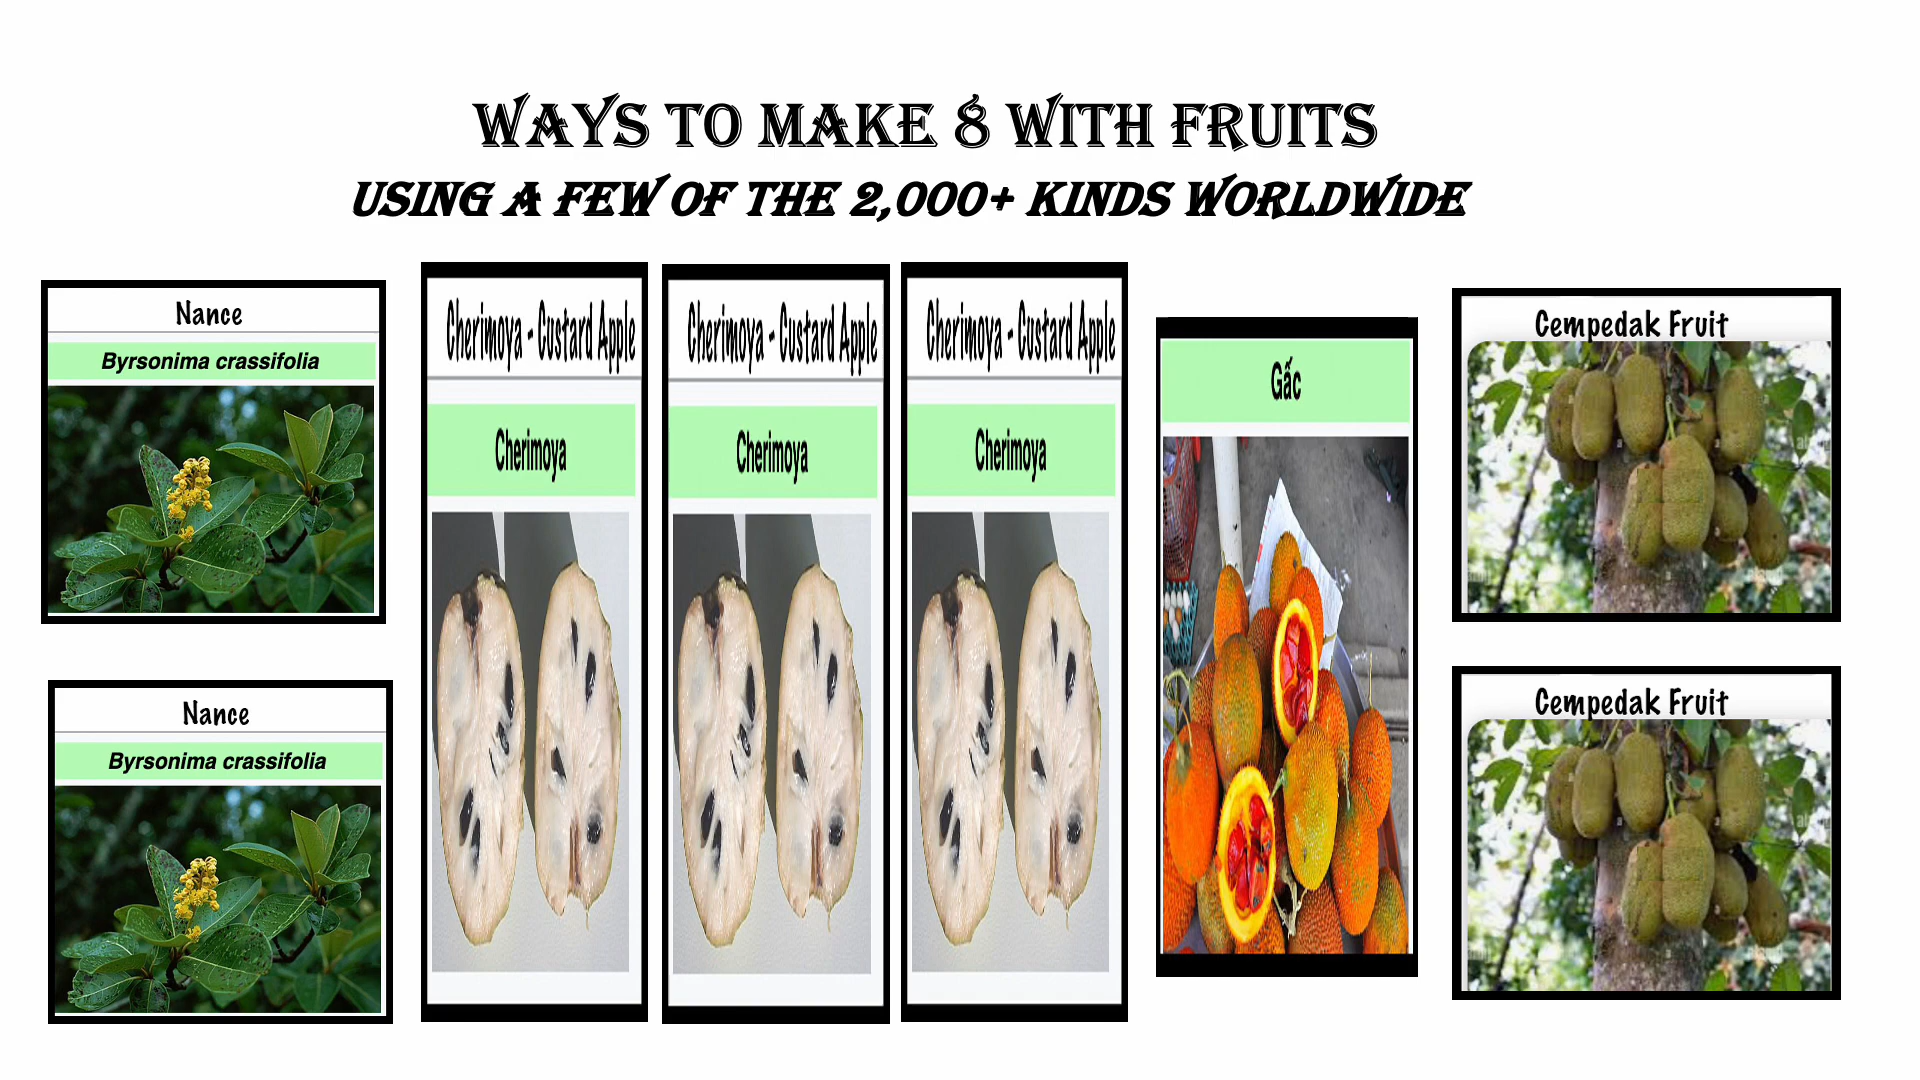 WAYS TO MAKE 8 WITH FRUITS
USING A FEW OF THE 2,000+ KINDS WORLDWIDE
Nance
Byrsonima crassifolia
Nance
Byrsonima crassifolia
Cherimoya - Custard Apple
Cherimoya
Cherimoya - Custard Apple
Cherimoya
Cherimoya - Custard Apple
Cherimoya
Gấc
Cempedak Fruit
Cempedak Fruit